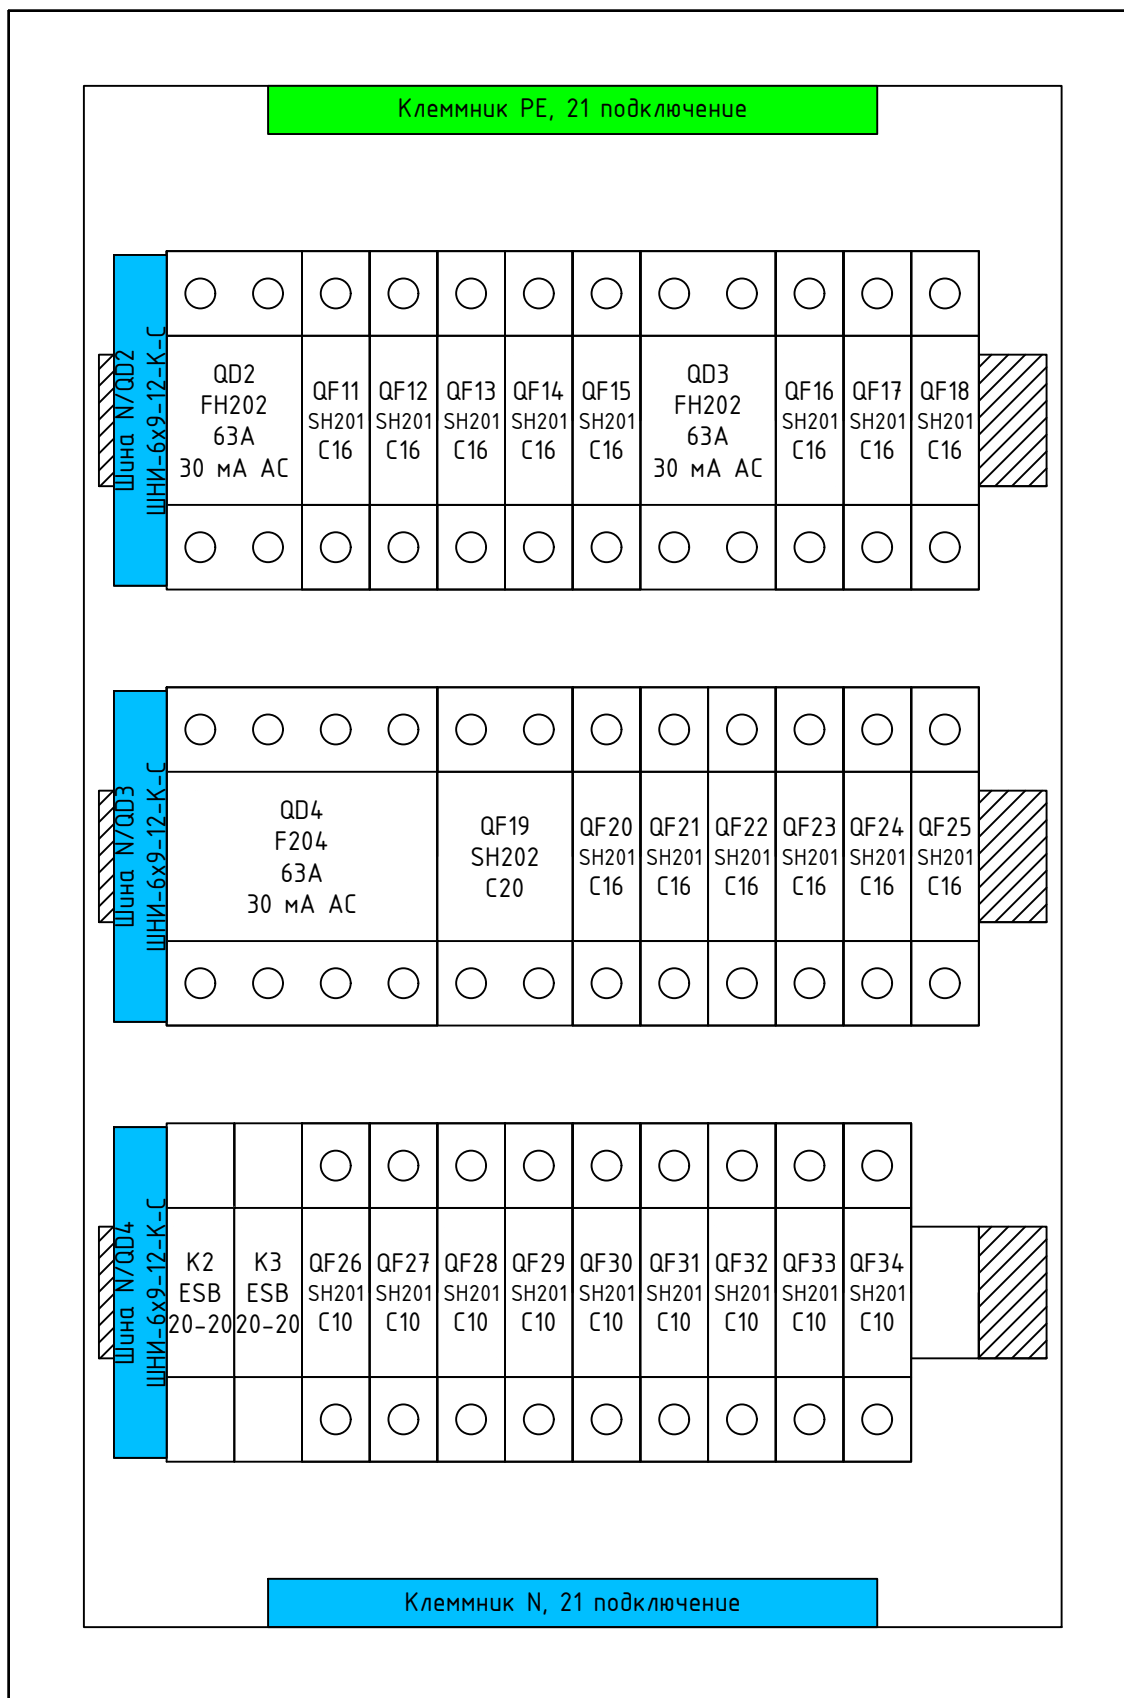 Клеммник PE, 21 подключение
Шина N/QD2
ШНИ-6х9-12-К-С
QD2
FH202
63A
30 мА AC
QF11
SH201
C16
QF12
SH201
C16
QF13
SH201
C16
QF14
SH201
C16
QF15
SH201
C16
QD3
FH202
63A
30 мА AC
QF16
SH201
C16
QF17
SH201
C16
QF18
SH201
C16
Шина N/QD3
ШНИ-6х9-12-К-С
QD4
F204
63A
30 мА AC
QF19
SH202
C20
QF20
SH201
C16
QF21
SH201
C16
QF22
SH201
C16
QF23
SH201
C16
QF24
SH201
C16
QF25
SH201
C16
Шина N/QD4
ШНИ-6х9-12-К-С
K2
ESB
20-20
K3
ESB
20-20
QF26
SH201
C10
QF27
SH201
C10
QF28
SH201
C10
QF29
SH201
C10
QF30
SH201
C10
QF31
SH201
C10
QF32
SH201
C10
QF33
SH201
C10
QF34
SH201
C10
Клеммник N, 21 подключение